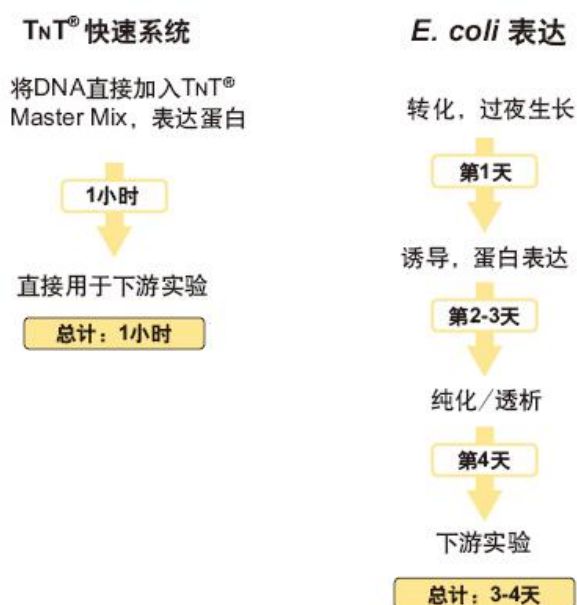 TNT® 快速系统
将DNA直接加入TNT®
Master Mix，表达蛋白
1小时
直接用于下游实验
总计：1小时
E. coli 表达
转化，过夜生长
第1天
诱导，蛋白表达
第2-3天
纯化／透析
第4天
下游实验
总计：3-4天